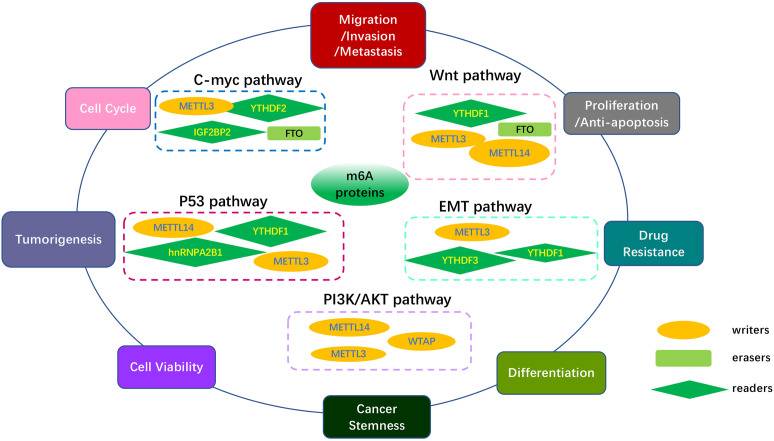 Migration
/Invasion
/Metastasis
C-myc pathway
Wnt pathway
Cell Cycle
METTL3
YTHDF2
IGF2BP2
FTO
YTHDF1
FTO
METTL3
METTL14
Proliferation
/Anti-apoptosis
m6A
proteins
P53 pathway
EMT pathway
Tumorigenesis
METTL14
YTHDF1
hnRNPA2B1
METTL3
METTL3
YTHDF3
YTHDF1
Drug
Resistance
PI3K/AKT pathway
METTL14
WTAP
METTL3
writers
erasers
readers
Cell Viability
Differentiation
Cancer
Stemness